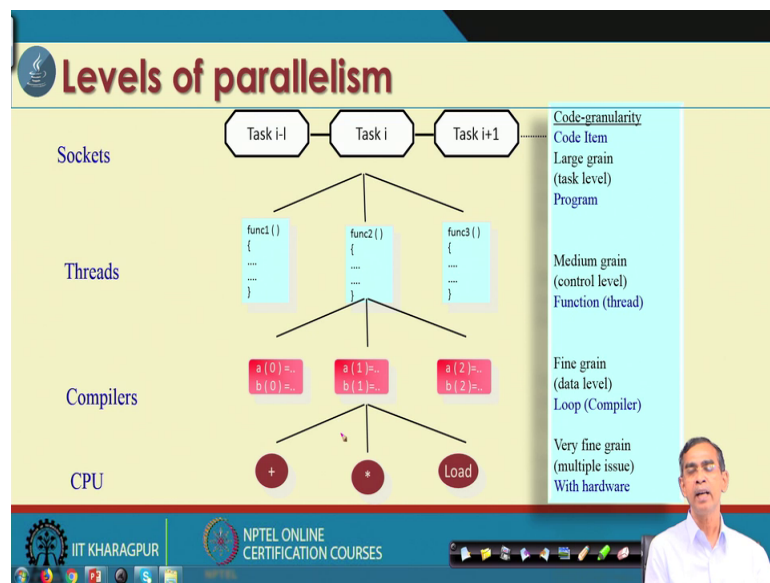 Levels of parallelism
Sockets
Task i-l
Task i
Task i+1
Threads
func1 ( )
{
....
....
}
func2 ( )
{
....
....
}
func3 ( )
{
....
....
}
Compilers
a ( 0 ) =..
b ( 0 ) =..
a ( 1 ) =..
b ( 1 ) =..
a ( 2 ) =..
b ( 2 ) =..
CPU
+
*
Load
Code-granularity
Code Item
Large grain
(task level)
Program
Medium grain
(control level)
Function (thread)
Fine grain
(data level)
Loop (Compiler)
Very fine grain
(multiple issue)
With hardware
IIT KHARAGPUR
NPTEL ONLINE
CERTIFICATION COURSES